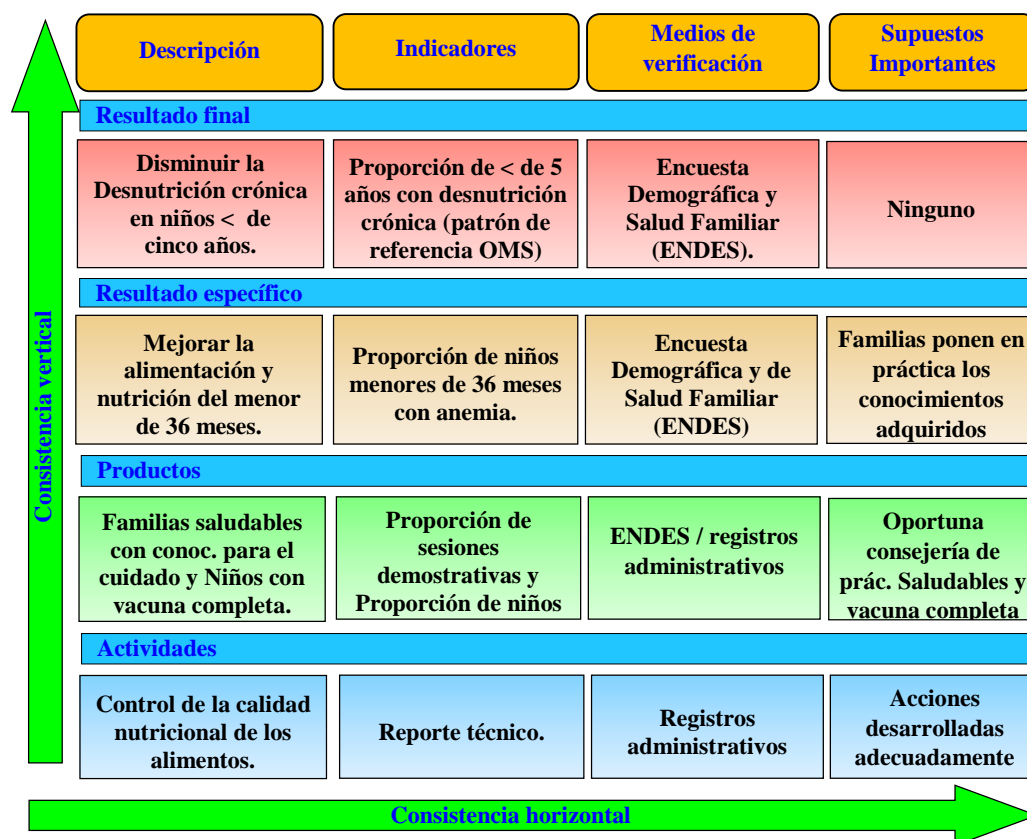 Descripción
Indicadores
Medios de
verificación
Supuestos
Importantes
Resultado final
Disminuir la
Desnutrición crónica
en niños <  de
cinco años.
Proporción de < de 5
años con desnutrición
crónica (patrón de
referencia OMS)
Encuesta
Demográfica y
Salud Familiar
(ENDES).
Ninguno
Resultado específico
Mejorar la
alimentación y
nutrición del menor
de 36 meses.
Proporción de niños
menores de 36 meses
con anemia.
Encuesta
Demográfica y de
Salud Familiar
(ENDES)
Familias ponen en
práctica los
conocimientos
adquiridos
Productos
Familias saludables
con conoc. para el
cuidado y Niños con
vacuna completa.
Proporción de
sesiones
demostrativas y
Proporción de niños
ENDES / registros
administrativos
Oportuna
consejería de
prác. Saludables y
vacuna completa
Actividades
Control de la calidad
nutricional de los
alimentos.
Reporte técnico.
Registros
administrativos
Acciones
desarrolladas
adecuadamente
Consistencia vertical
Consistencia horizontal